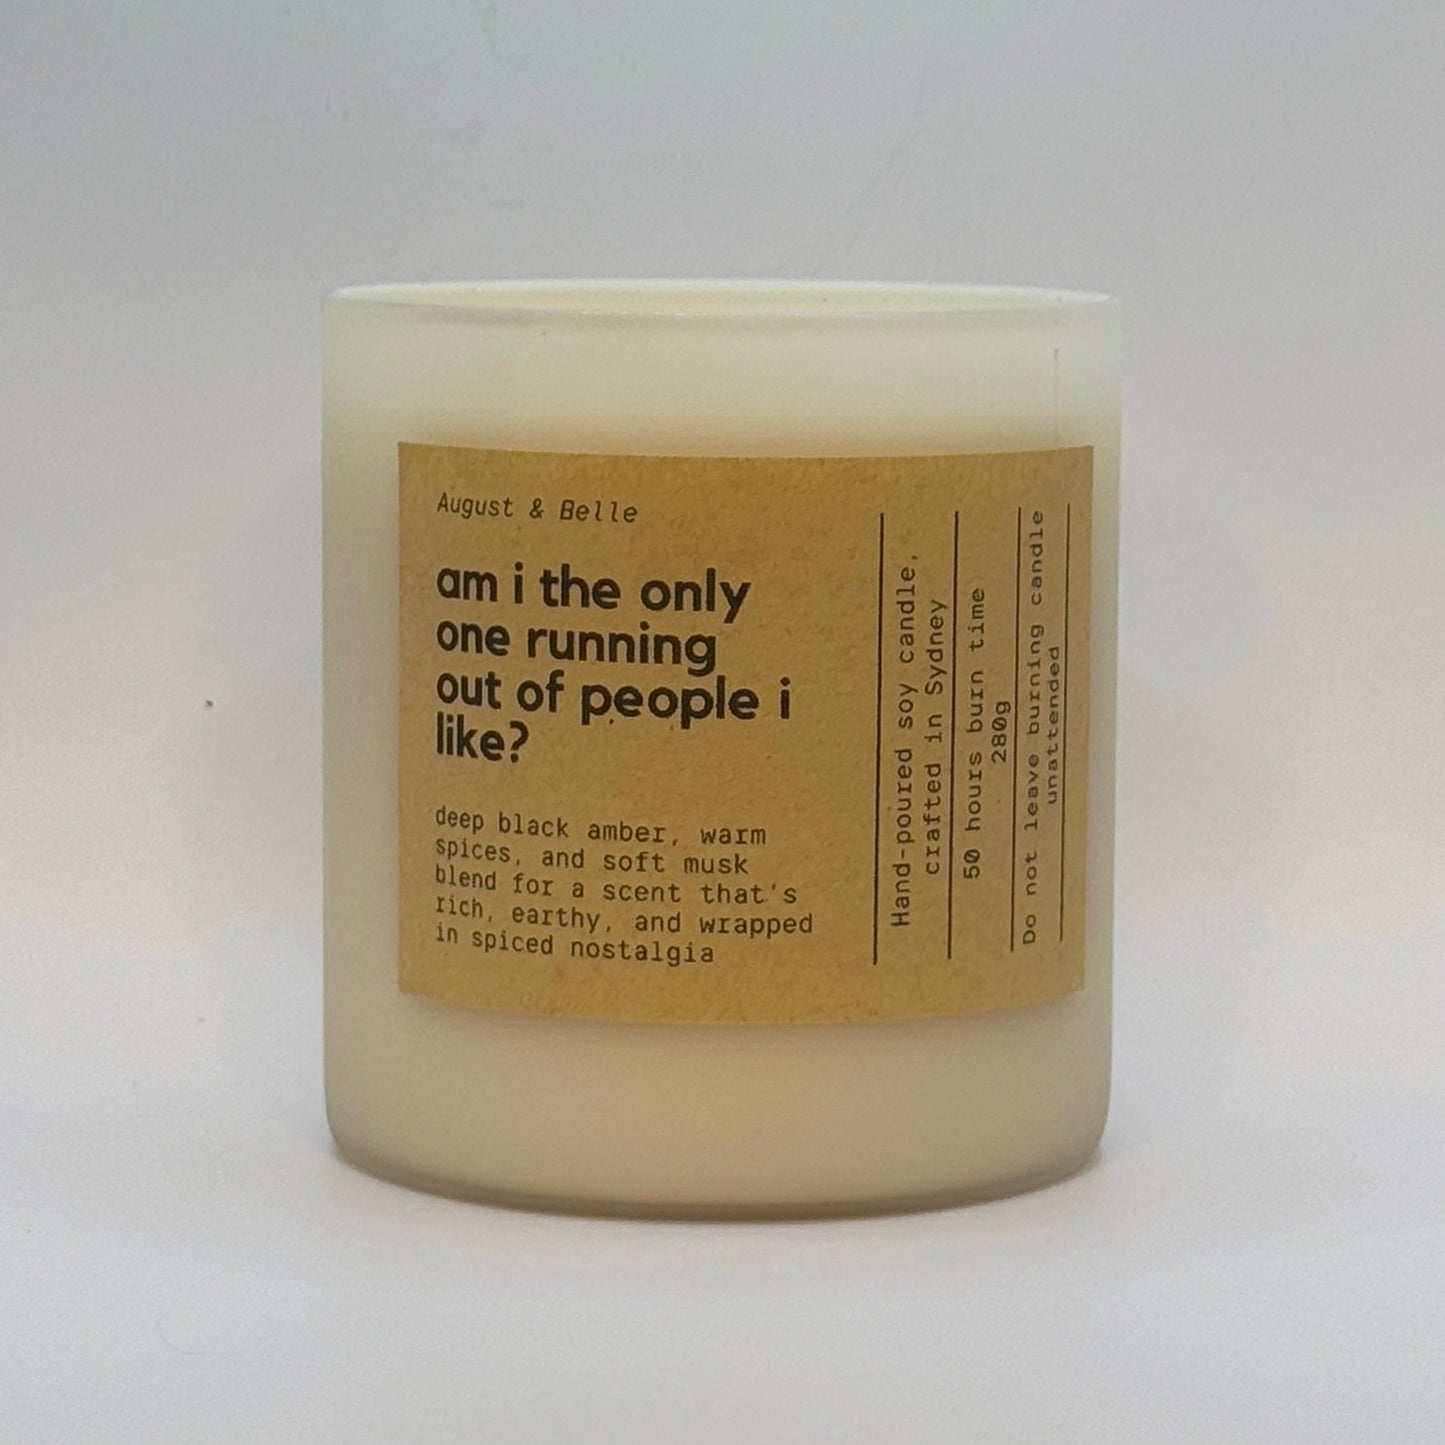 August & Belle
am i the only
one running
out of people i
like?
deep black amber, warm
spices, and soft musk
blend for a scent that's
rich, earthy, and wrapped
in spiced nostalgia
Hand-poured soy candle,
crafted in Sydney
50 hours burn time
280g
Do not leave burning candle
unattended